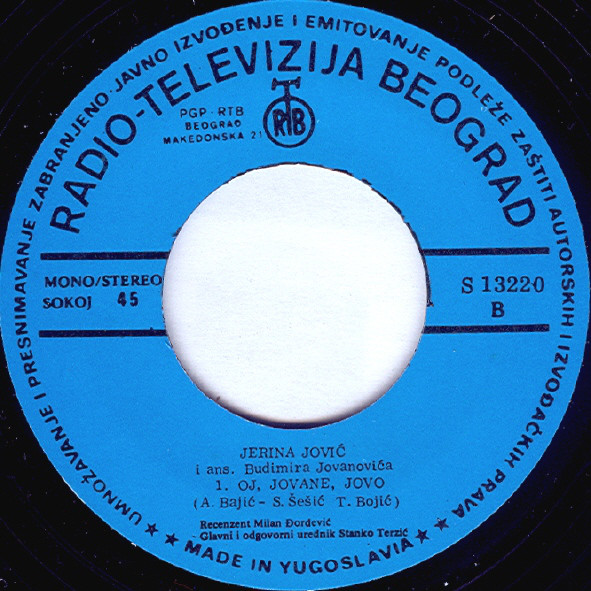 UMNOŽAVANJE I PRESNIMAVANJE ZABRANJENO·JAVNO IZVOĐENJE I EMITOVANJE PODLEŽE ZAŠTITI AUTORSKIH I IZVOĐAČKIH PRAVA
RADIO-TELEVIZIJA BEOGRAD
PGP - RTB
BEOGRAD
MAKEDONSKA 21
RTB
MONO/STEREO
SOKOJ 45
S 13220
B
JERINA JOVIĆ
i ans. Budimira Jovanovića
1. OJ, JOVANE, JOVO
(A. Bajić - S. Šešić T. Bojić)
Recenzent Milan Đorđević
Glavni i odgovorni urednik Stanko Terzić
★ ★ MADE IN YUGOSLAVIA ★ ★